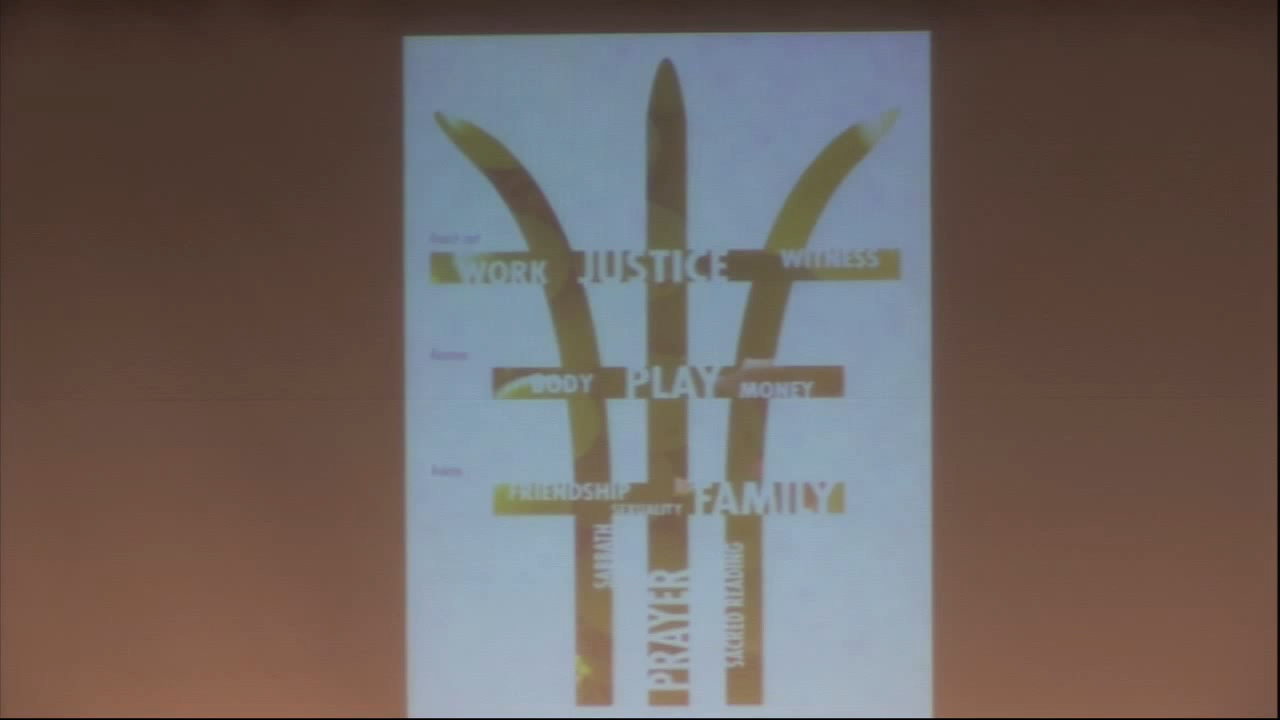 WORK JUSTICE WITNESS
BODY PLAY MONEY
FRIENDSHIP SEXUALITY FAMILY
SABBATH
PRAYER
SACRED READING